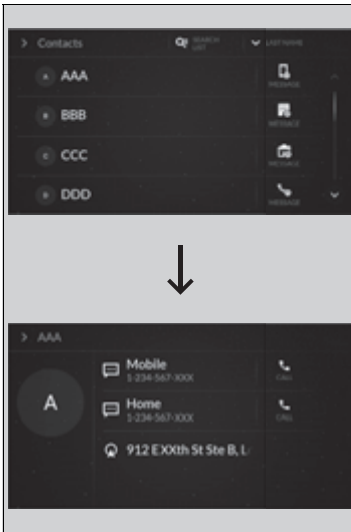 Contacts
SEARCH LIST
LAST NAME
A AAA
MESSAGE
B BBB
MESSAGE
C CCC
MESSAGE
D DDD
MESSAGE
AAA
A
Mobile
1-234-567-XXX
CALL
Home
1-234-567-XXX
CALL
912 E XXth St Ste B, L